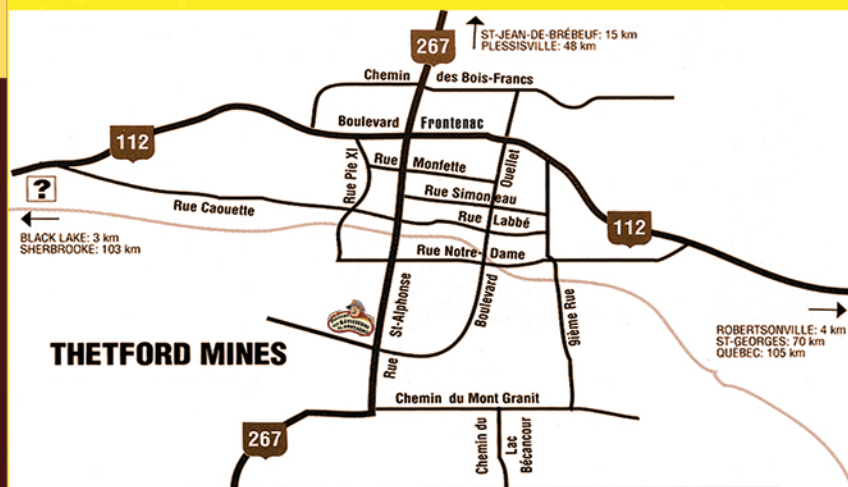 267
ST-JEAN-DE-BRÉBEUF: 15 km
PLESSISVILLE: 48 km
Chemin des Bois-Francs
Boulevard Frontenac
112
Rue Pie XI
Rue Monfette
Ouellet
?
Rue Simoneau
Rue Caouette
Rue Labbé
112
BLACK LAKE: 3 km
SHERBROOKE: 103 km
Rue Notre-Dame
St-Alphonse
Boulevard
9ième Rue
ROBERTSONVILLE: 4 km
ST-GEORGES: 70 km
QUÉBEC: 105 km
THETFORD MINES
Rue
Chemin du Mont Granit
267
Chemin du
Lac
Bécancour